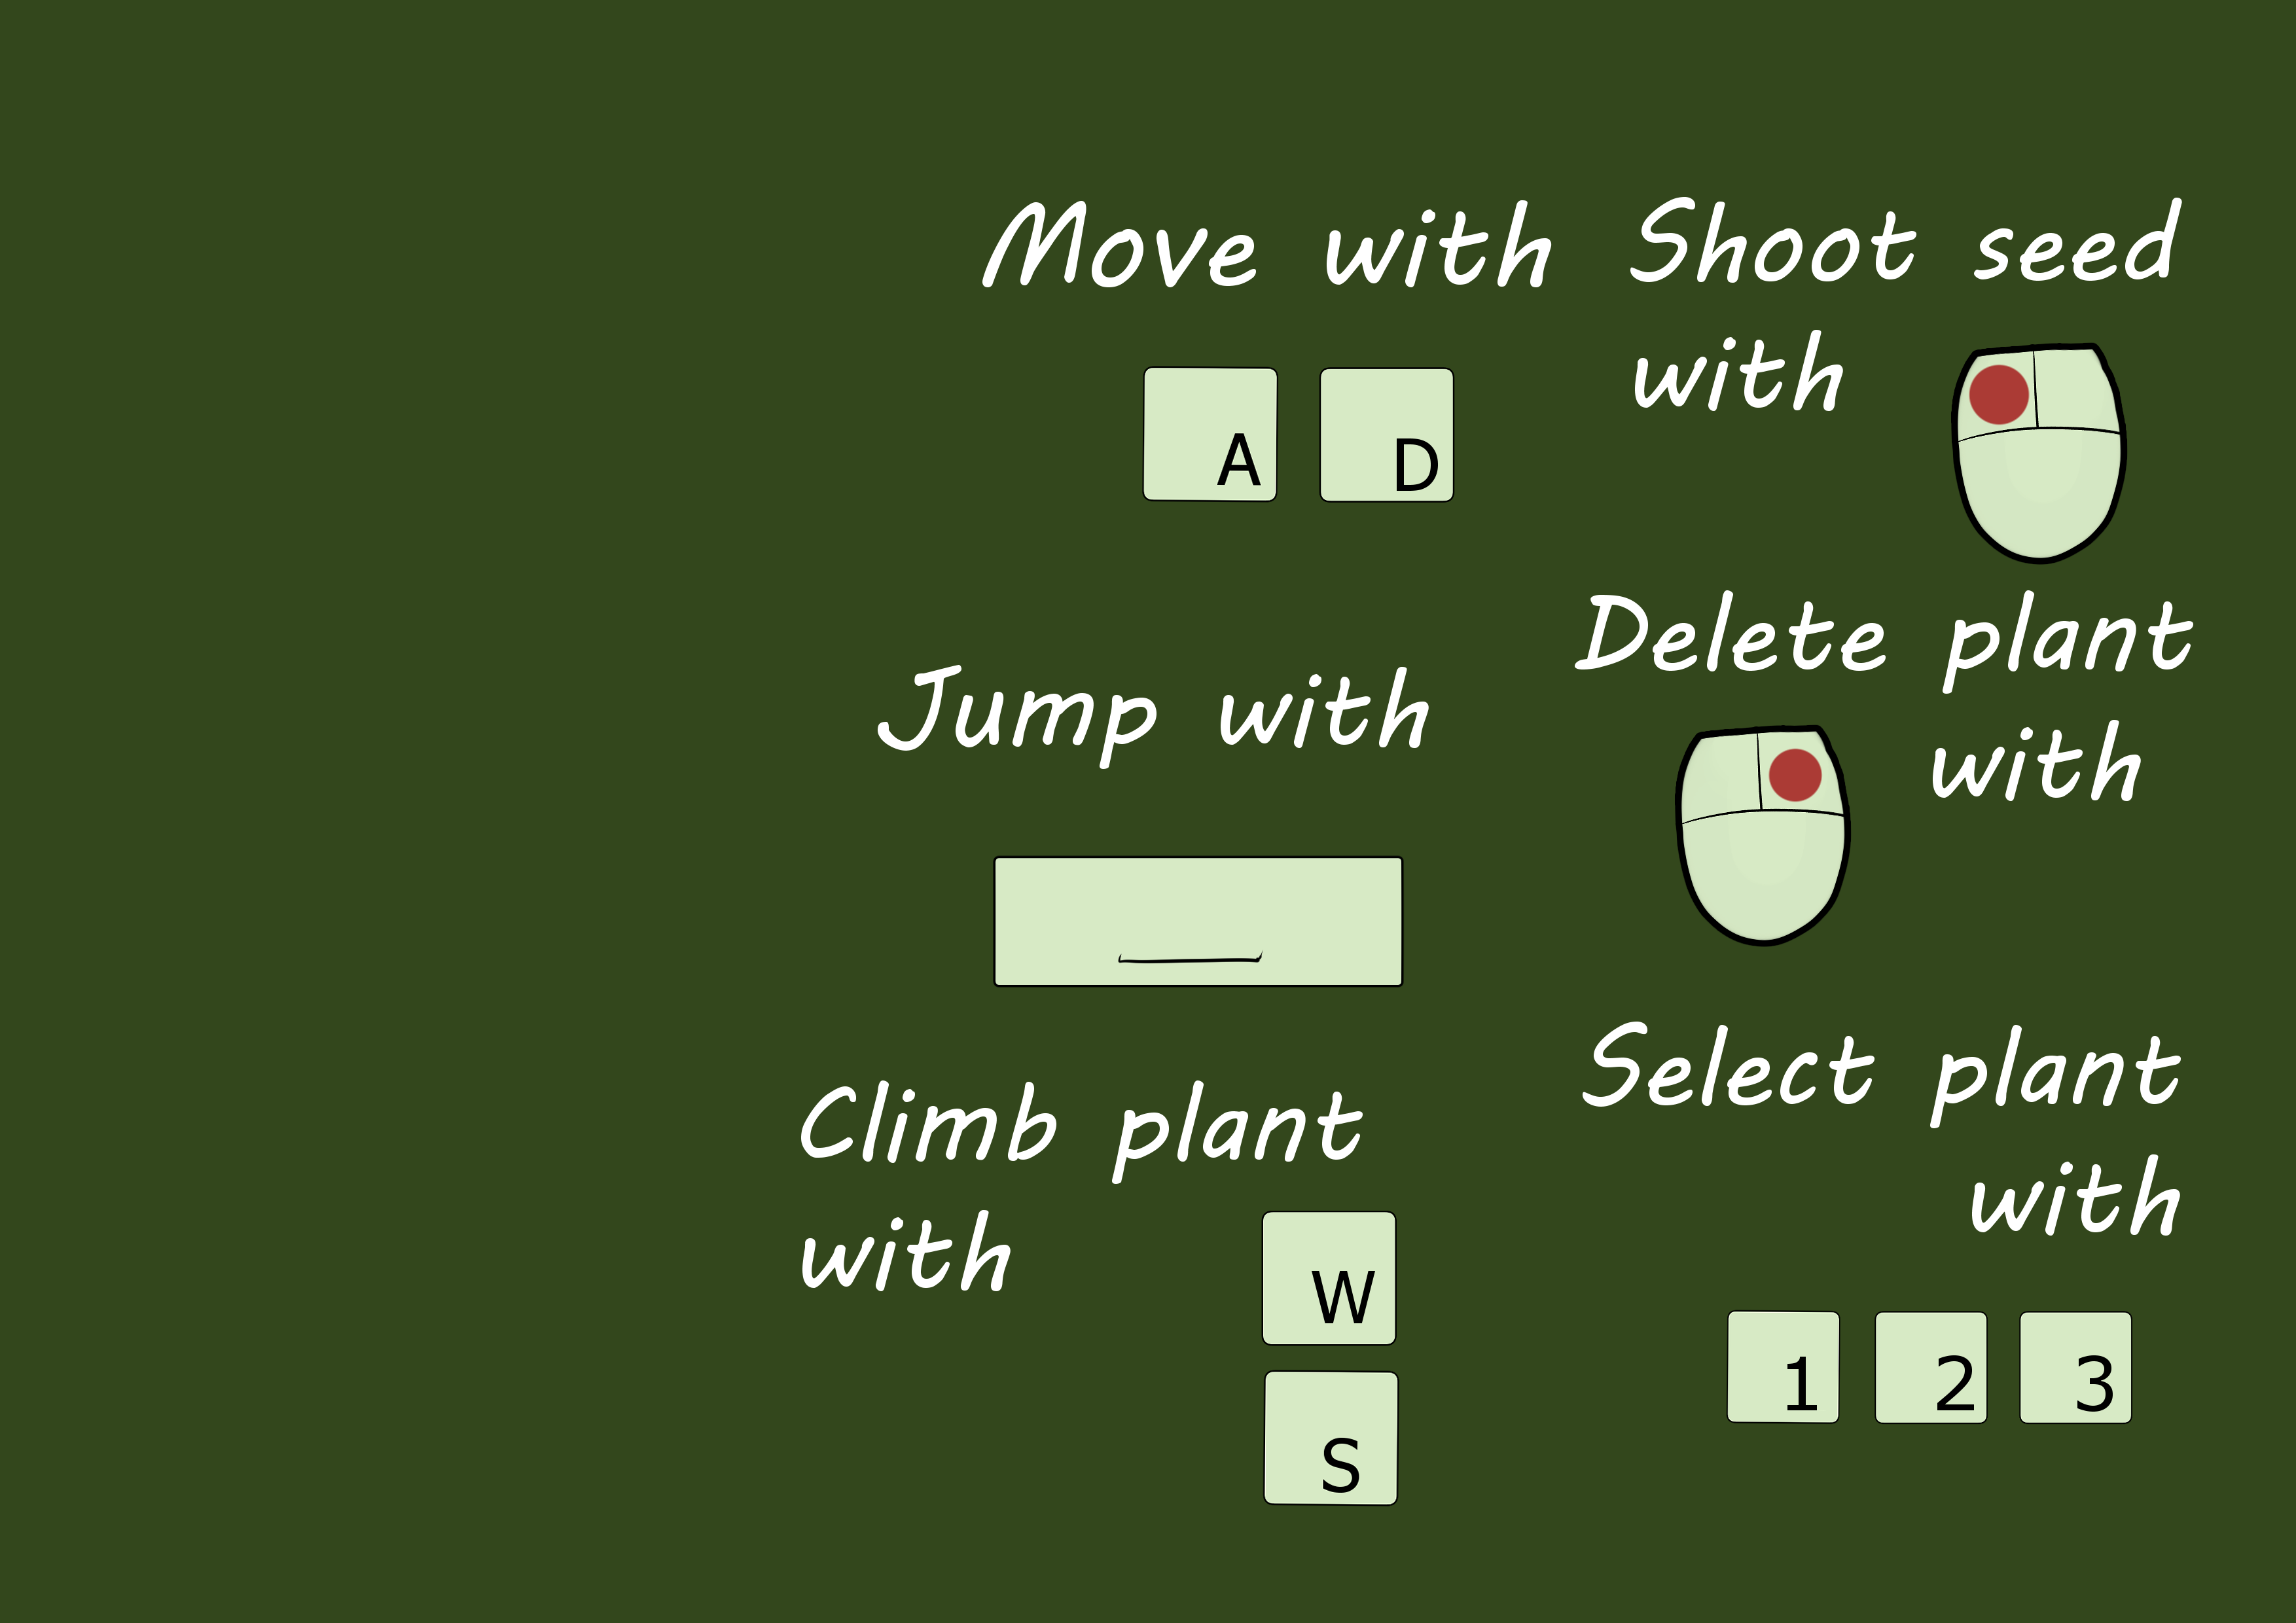 Move with
A D
Jump with
Climb plant
with
W
S
Shoot seed
with
Delete plant
with
Select plant
with
1 2 3